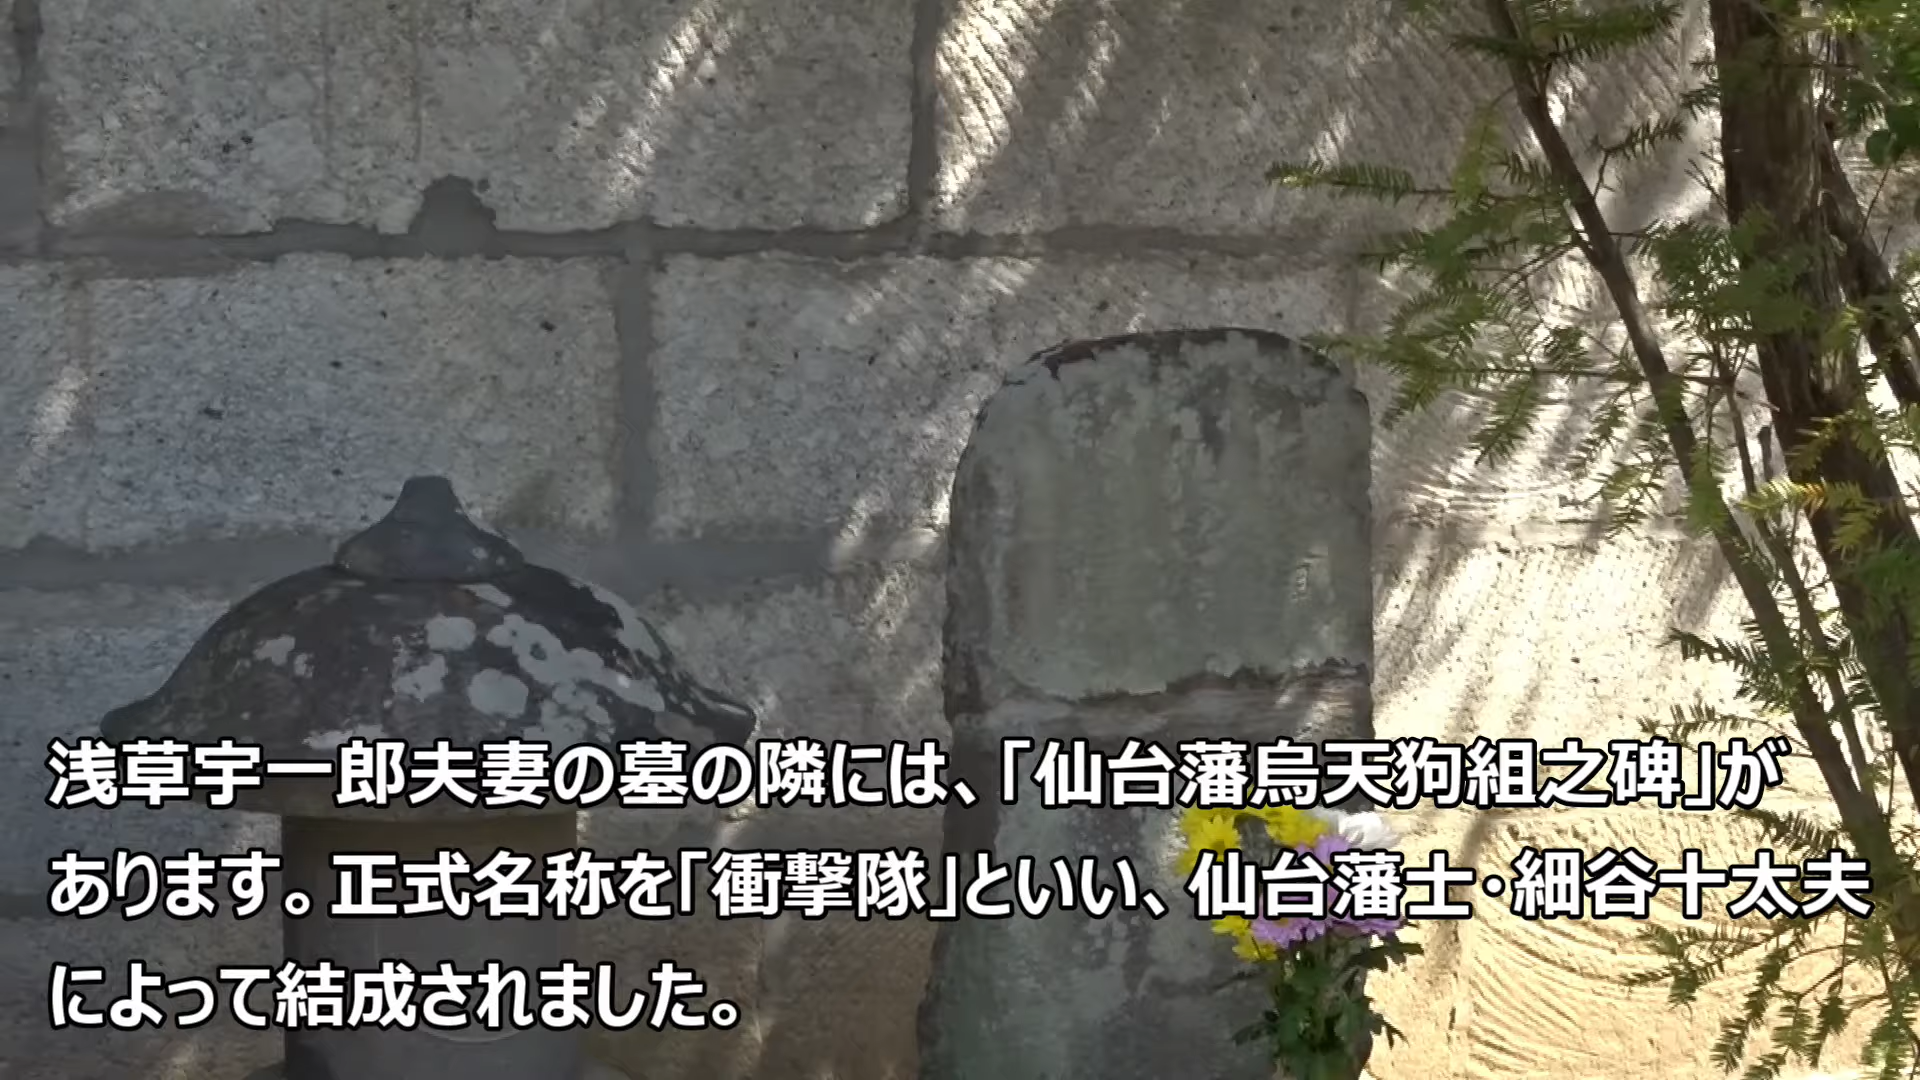 浅草宇一郎夫妻の墓の隣には、「仙台藩烏天狗組之碑」が
あります。正式名称を「衝撃隊」といい、仙台藩士・細谷十太夫
によって結成されました。